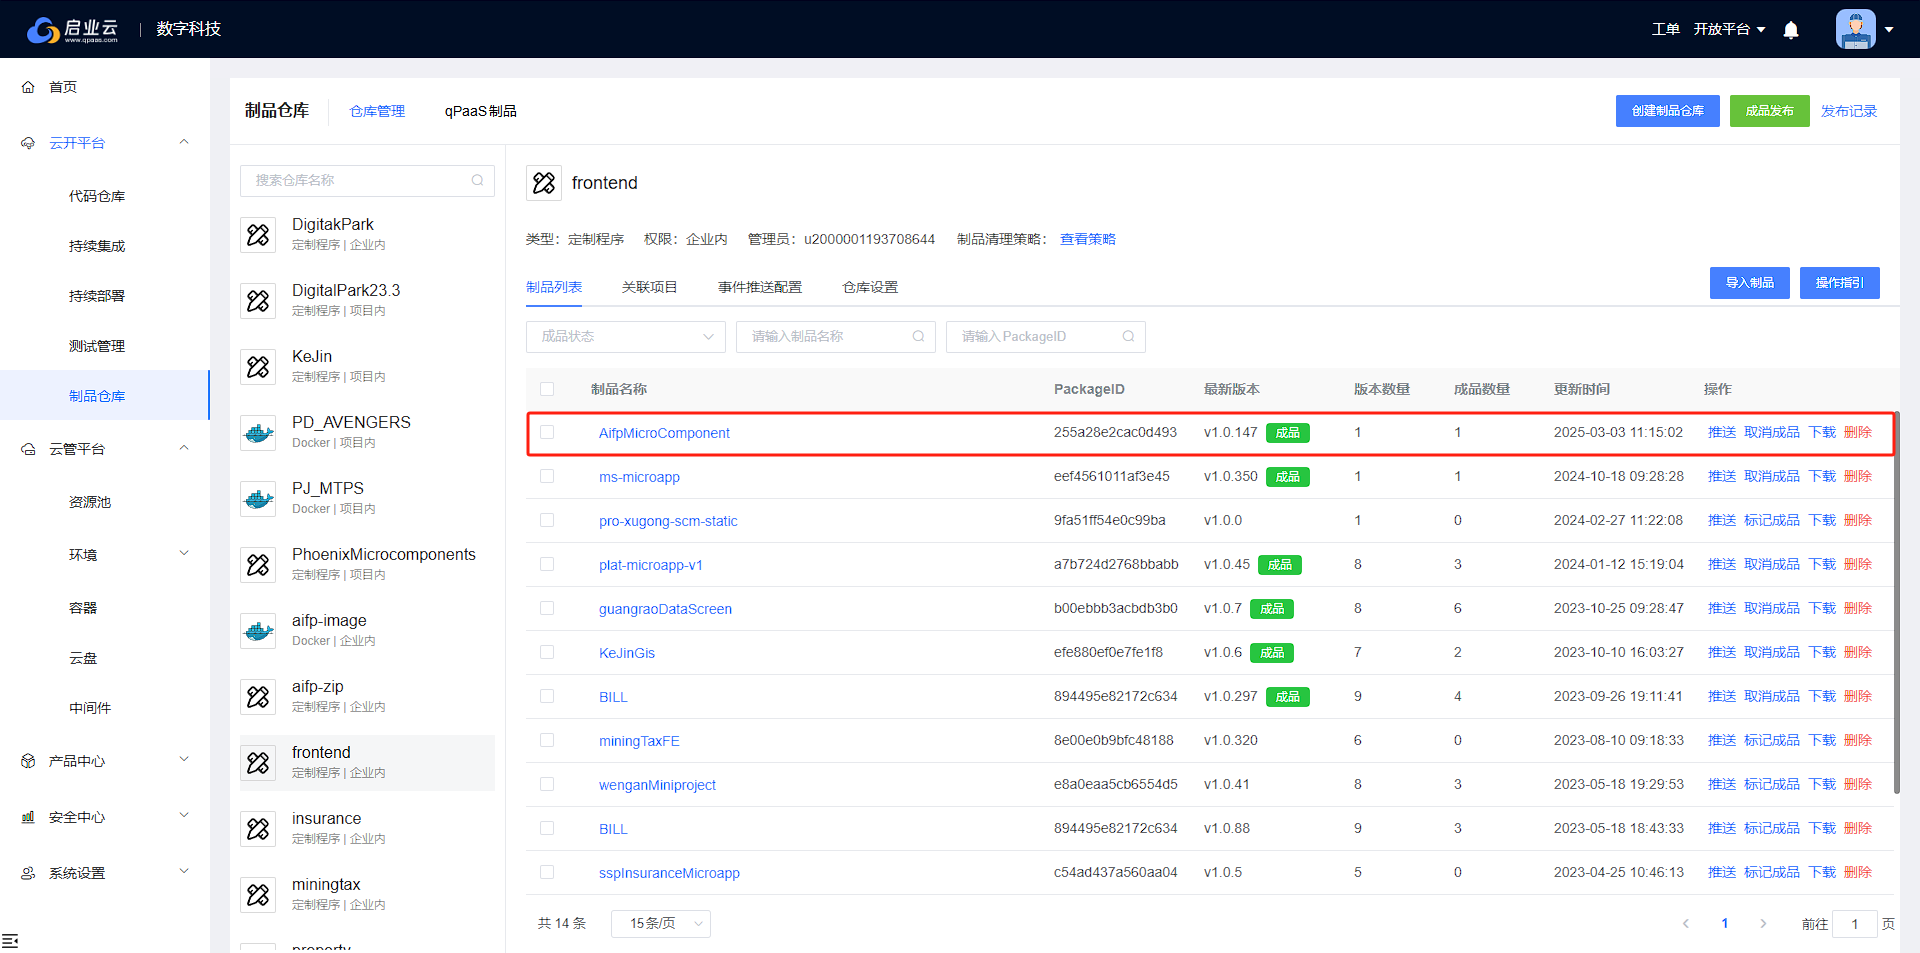 启业云
www.qpaas.com
数字科技
工单 开放平台
首页
云开平台
代码仓库
持续集成
持续部署
测试管理
制品仓库
云管平台
资源池
环境
容器
云盘
中间件
产品中心
安全中心
系统设置
制品仓库 仓库管理 qPaaS制品
创建制品仓库 成品发布 发布记录
搜索仓库名称
DigitakPark
定制程序 | 企业内
DigitalPark23.3
定制程序 | 项目内
KeJin
定制程序 | 项目内
PD_AVENGERS
Docker | 项目内
PJ_MTPS
Docker | 项目内
PhoenixMicrocomponents
定制程序 | 项目内
aifp-image
Docker | 企业内
aifp-zip
定制程序 | 企业内
frontend
定制程序 | 企业内
insurance
定制程序 | 企业内
miningtax
定制程序 | 企业内
property
frontend
类型：定制程序 权限：企业内 管理员：u2000001193708644 制品清理策略： 查看策略
制品列表 关联项目 事件推送配置 仓库设置
导入制品 操作指引
成品状态 请输入制品名称 请输入PackageID
制品名称 PackageID 最新版本 版本数量 成品数量 更新时间 操作
AifpMicroComponent 255a28e2cac0d493 v1.0.147 成品 1 1 2025-03-03 11:15:02 推送 取消成品 下载 删除
ms-microapp eef4561011af3e45 v1.0.350 成品 1 1 2024-10-18 09:28:28 推送 取消成品 下载 删除
pro-xugong-scm-static 9fa51ff54e0c99ba v1.0.0 1 0 2024-02-27 11:22:08 推送 标记成品 下载 删除
plat-microapp-v1 a7b724d2768bbabb v1.0.45 成品 8 3 2024-01-12 15:19:04 推送 取消成品 下载 删除
guangraoDataScreen b00ebbb3acbdb3b0 v1.0.7 成品 8 6 2023-10-25 09:28:47 推送 取消成品 下载 删除
KeJinGis efe880ef0e7fe1f8 v1.0.6 成品 7 2 2023-10-10 16:03:27 推送 取消成品 下载 删除
BILL 894495e82172c634 v1.0.297 成品 9 4 2023-09-26 19:11:41 推送 取消成品 下载 删除
miningTaxFE 8e00e0b9bfc48188 v1.0.320 6 0 2023-08-10 09:18:33 推送 标记成品 下载 删除
wenganMiniproject e8a0eaa5cb6554d5 v1.0.41 8 3 2023-05-18 19:29:53 推送 标记成品 下载 删除
BILL 894495e82172c634 v1.0.88 9 3 2023-05-18 18:43:33 推送 标记成品 下载 删除
sspInsuranceMicroapp c54ad437a560aa04 v1.0.5 5 0 2023-04-25 10:46:13 推送 标记成品 下载 删除
共 14 条 15条/页 1 前往 1 页